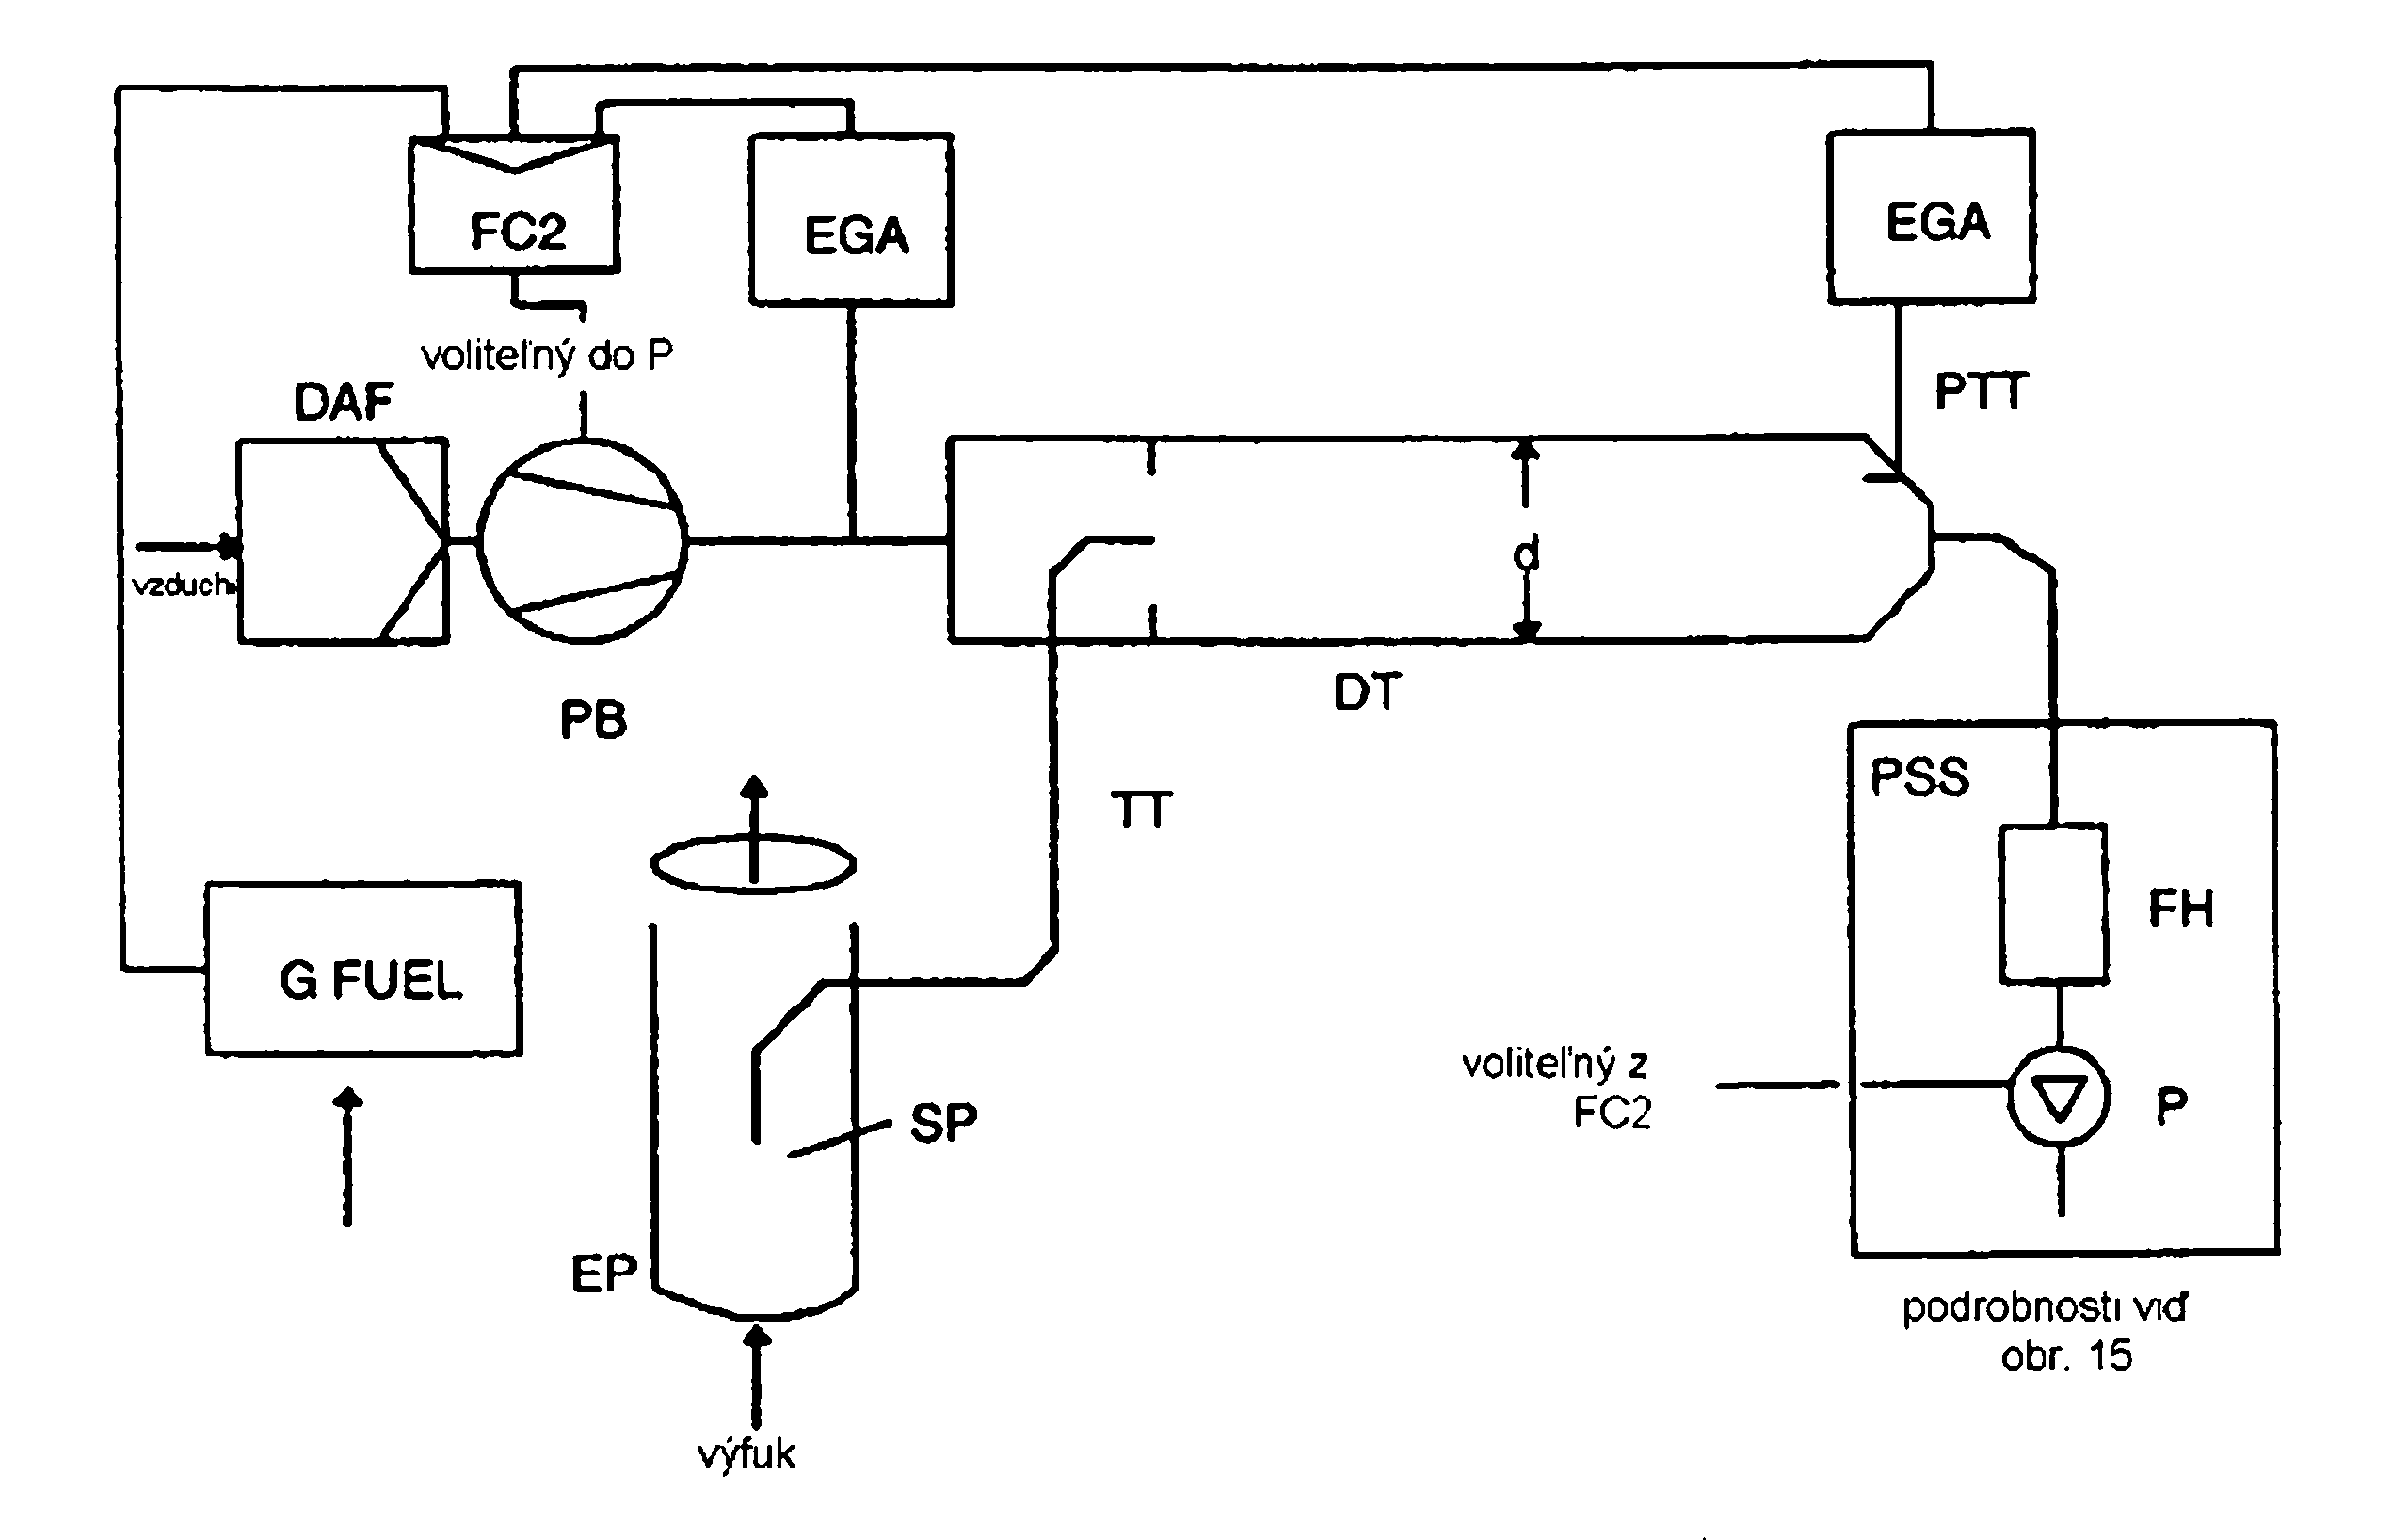 FC2
EGA
EGA
voliteľný do P
DAF
PTT
vzduch
d
PB
DT
TT
PSS
FH
G FUEL
voliteľný z
FC2
P
SP
EP
podrobnosti viď
obr. 15
výfuk